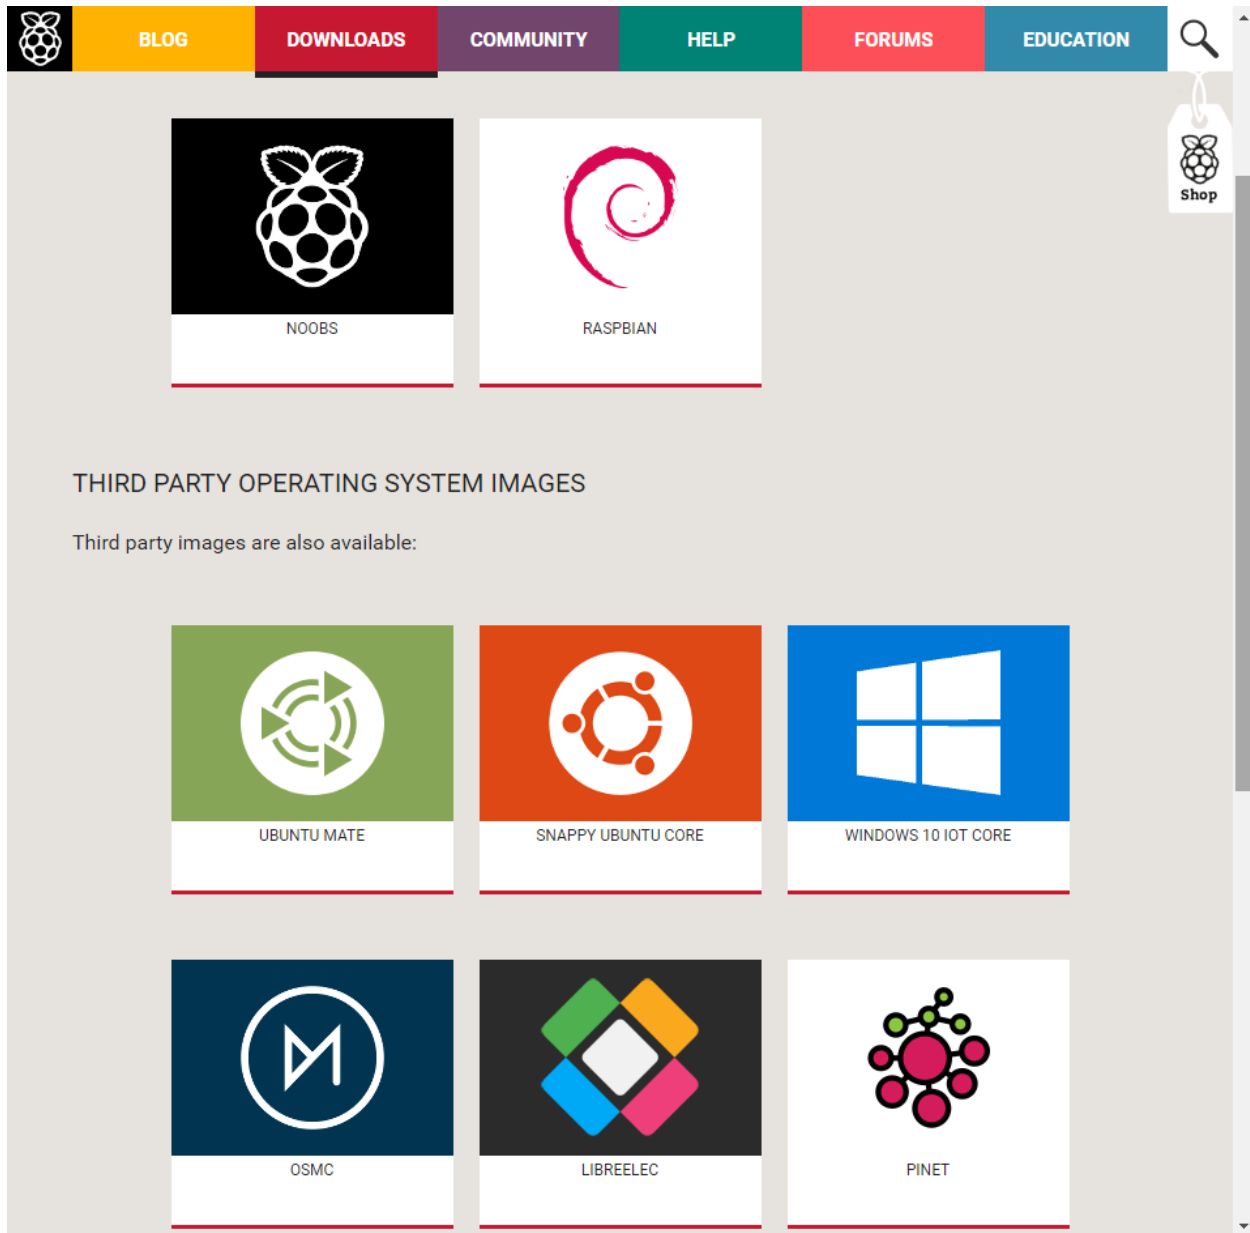 BLOG DOWNLOADS COMMUNITY HELP FORUMS EDUCATION
Shop
NOOBS RASPBIAN
THIRD PARTY OPERATING SYSTEM IMAGES
Third party images are also available:
UBUNTU MATE SNAPPY UBUNTU CORE WINDOWS 10 IOT CORE
OSMC LIBREELEC PINET